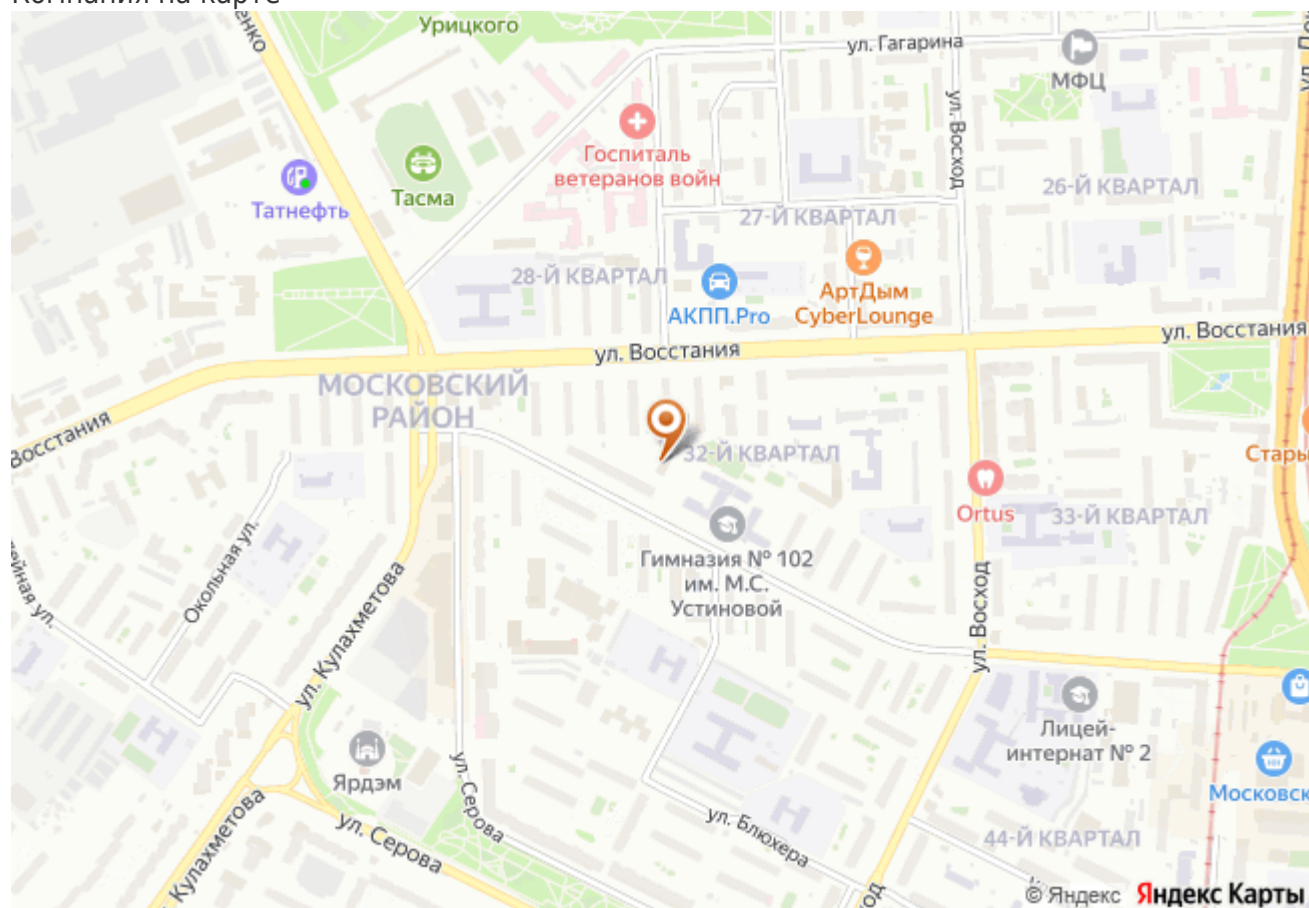 Компания на карте
Урицкого
ул. Гагарина
МФЦ
ул. Восход
Госпиталь
ветеранов войн
Татнефть
Тасма
26-Й КВАРТАЛ
27-Й КВАРТАЛ
28-Й КВАРТАЛ
АКПП.Pro
АртДым
CyberLounge
ул. Восстания
ул. Восстания
МОСКОВСКИЙ
РАЙОН
Восстания
32-Й КВАРТАЛ
Ortus
33-Й КВАРТАЛ
Гимназия № 102
им. М.С.
Устиновой
Окольная ул.
ул. Кулахметова
ул. Восход
Лицей-
интернат № 2
Ярдэм
ул. Серова
ул. Серова
Кулахметова
ул. Блюхера
44-Й КВАРТАЛ
© Яндекс Яндекс Карты